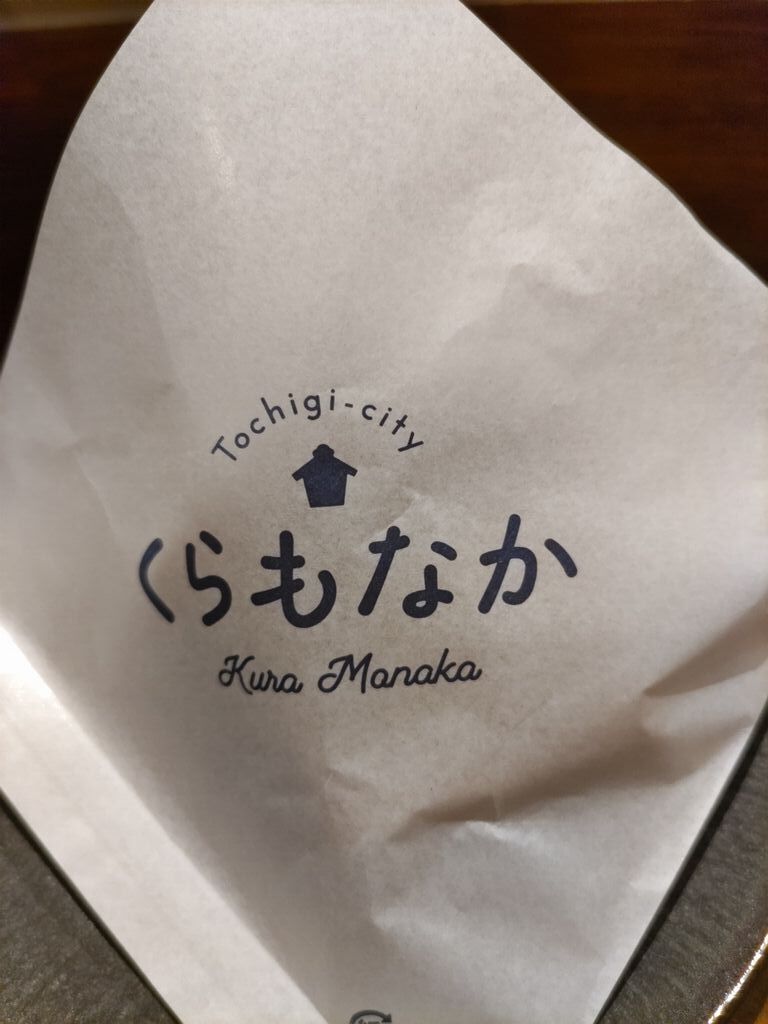 Tochigi-city
くらもなか
Kura Monaka